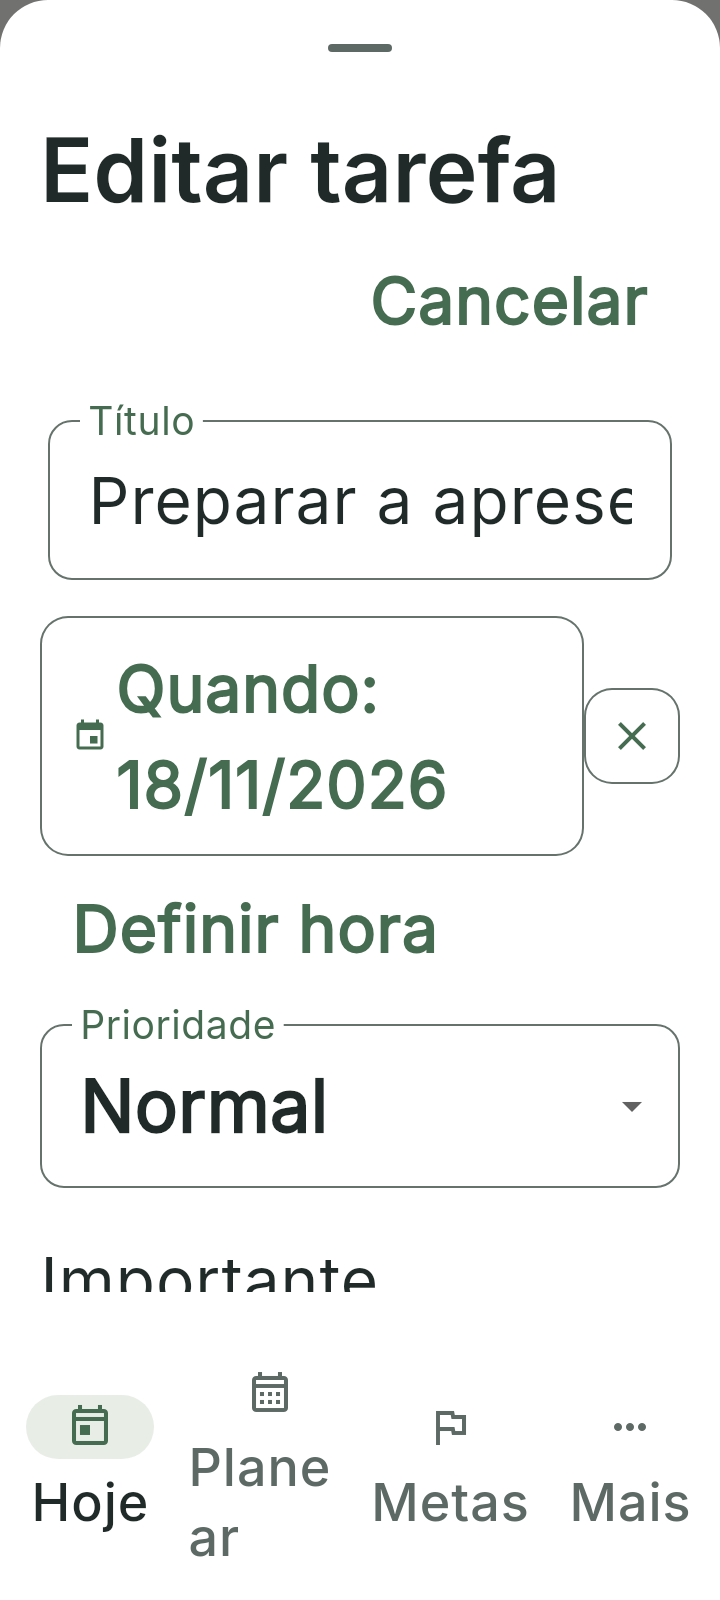 Editar tarefa
Cancelar
Título
Preparar a aprese
Quando:
18/11/2026
Definir hora
Prioridade
Normal
Importante
Hoje
Plane
ar
Metas
Mais